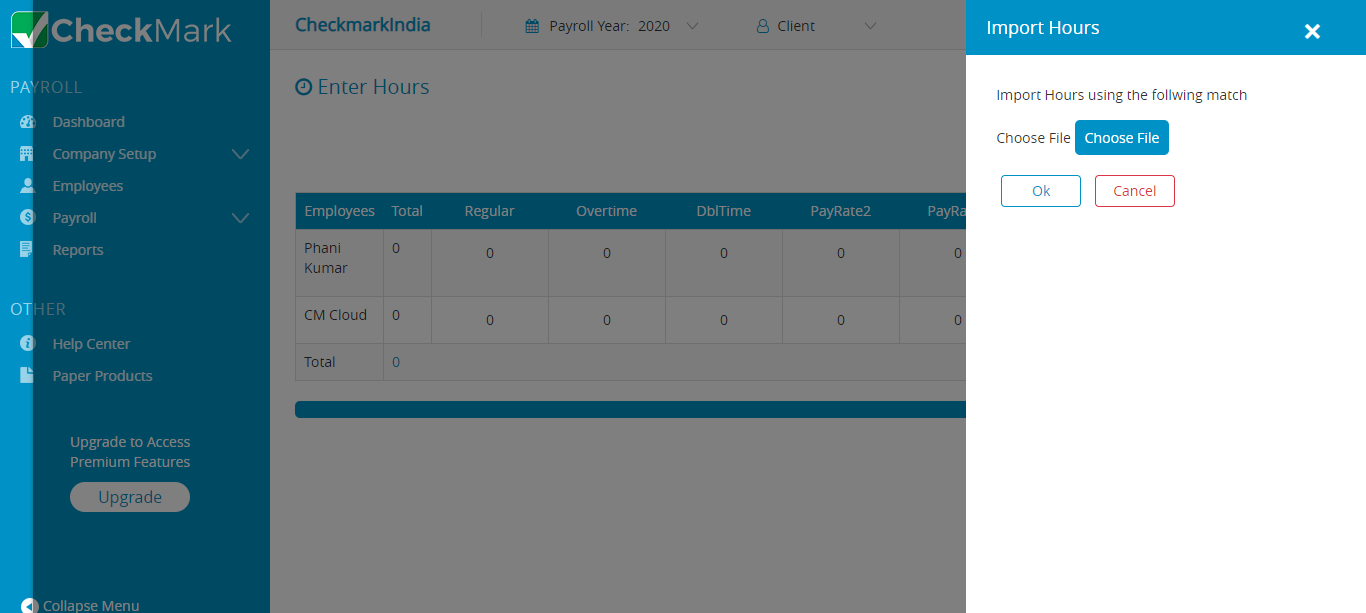 CheckMark
PAYROLL
Dashboard
Company Setup
Employees
Payroll
Reports
OTHER
Help Center
Paper Products
Upgrade to Access
Premium Features
Upgrade
Collapse Menu
CheckmarkIndia
Payroll Year: 2020
Client
Enter Hours
Employees Total Regular Overtime DblTime PayRate2 PayRa
Phani
Kumar
0 0 0 0 0 0
CM Cloud 0 0 0 0 0 0
Total 0
Import Hours
Import Hours using the follwing match
Choose File Choose File
Ok Cancel